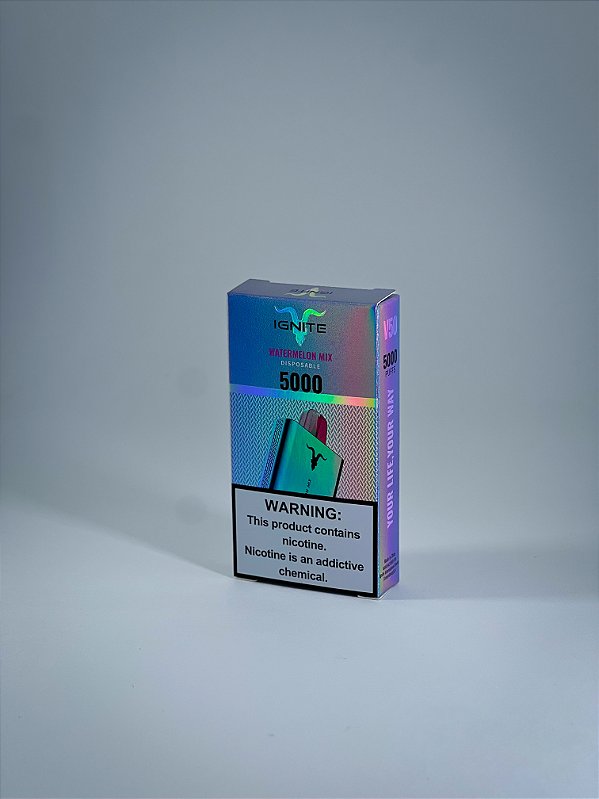 IGNITE
IGNITE
WATERMELON MIX
DISPOSABLE
5000
WARNING:
This product contains
nicotine.
Nicotine is an addictive
chemical.
V50
5000
PUFFS
YOUR LIFE,YOUR WAY